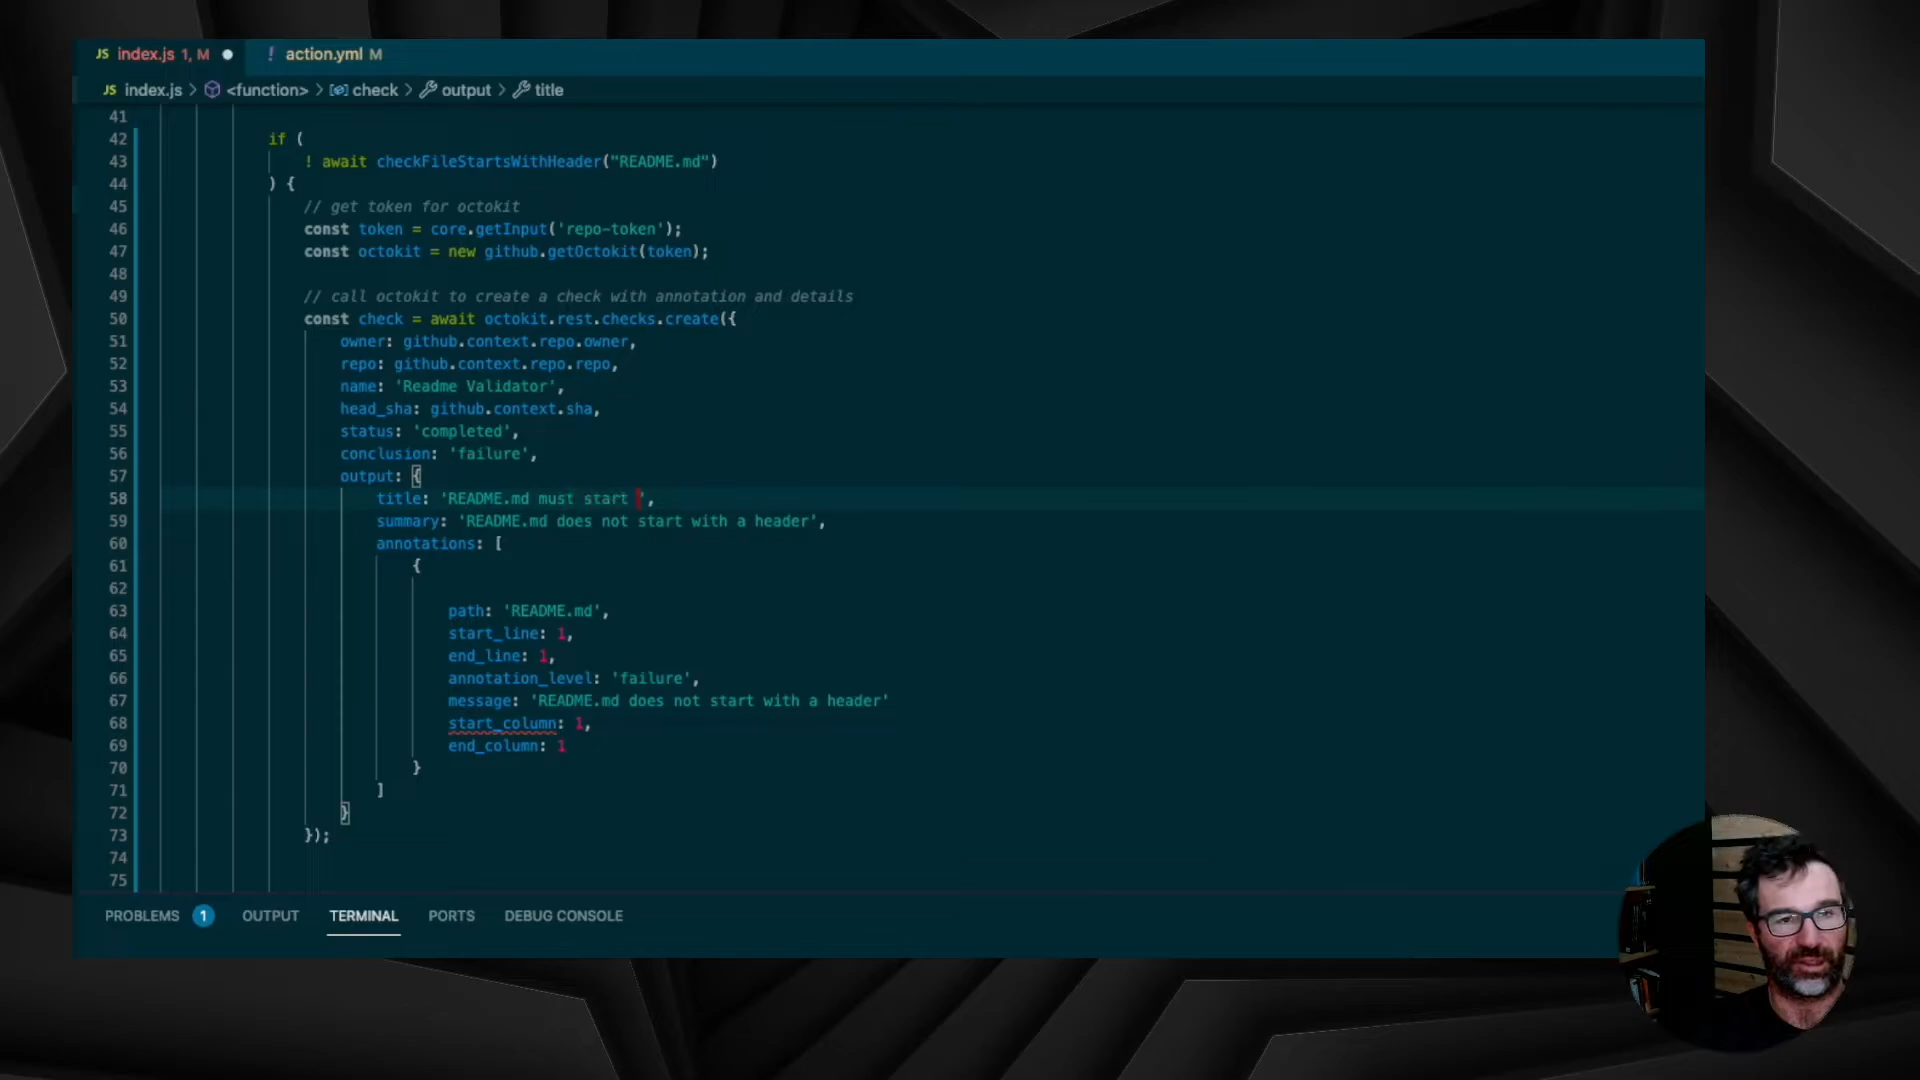 JS index.js 1, M ● ! action.yml M
JS index.js > <function> > check > output > title
41
42 if (
43 ! await checkFileStartsWithHeader("README.md")
44 ) {
45 // get token for octokit
46 const token = core.getInput('repo-token');
47 const octokit = new github.getOctokit(token);
48
49 // call octokit to create a check with annotation and details
50 const check = await octokit.rest.checks.create({
51 owner: github.context.repo.owner,
52 repo: github.context.repo.repo,
53 name: 'Readme Validator',
54 head_sha: github.context.sha,
55 status: 'completed',
56 conclusion: 'failure',
57 output: {
58 title: 'README.md must start ',
59 summary: 'README.md does not start with a header',
60 annotations: [
61 {
62
63 path: 'README.md',
64 start_line: 1,
65 end_line: 1,
66 annotation_level: 'failure',
67 message: 'README.md does not start with a header'
68 start_column: 1,
69 end_column: 1
70 }
71 ]
72 }
73 });
74
75
PROBLEMS 1 OUTPUT TERMINAL PORTS DEBUG CONSOLE